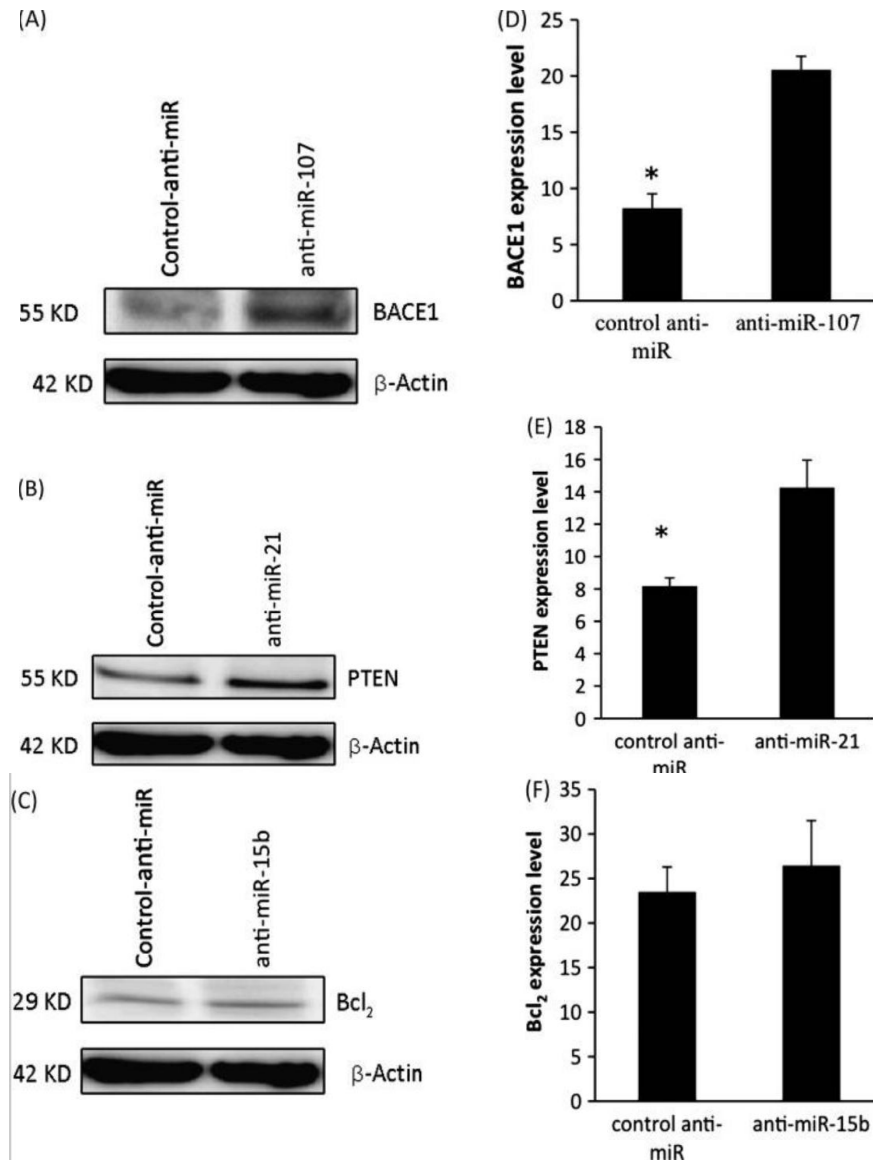 (A)
Control-anti-miR
anti-miR-107
55 KD
BACE1
42 KD
β-Actin
(B)
Control-anti-miR
anti-miR-21
55 KD
PTEN
42 KD
β-Actin
(C)
Control-anti-miR
anti-miR-15b
29 KD
Bcl₂
42 KD
β-Actin
(D)
BACE1 expression level
25
20
15
10
5
0
*
control anti-
miR
anti-miR-107
(E)
PTEN expression level
18
16
14
12
10
8
6
4
2
0
*
control anti-
miR
anti-miR-21
(F)
Bcl₂ expression level
35
30
25
20
15
10
5
0
control anti-
miR
anti-miR-15b